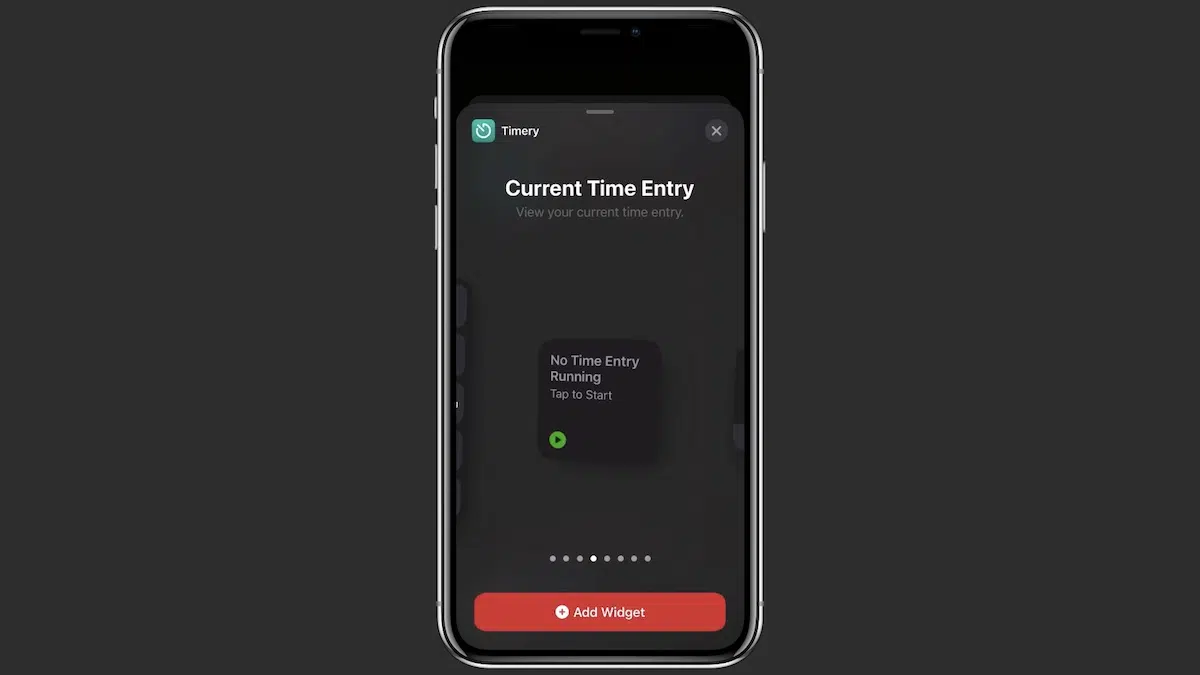 Timery
Current Time Entry
View your current time entry.
No Time Entry
Running
Tap to Start
Add Widget